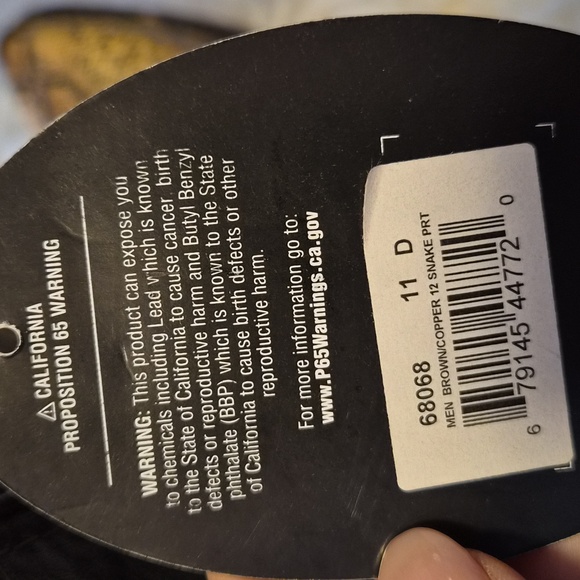 ⚠ CALIFORNIA
PROPOSITION 65 WARNING
WARNING: This product can expose you
to chemicals including Lead which is known
to the State of California to cause cancer birth
defects or reproductive harm and Butyl Benzyl
phthalate (BBP) which is known to the State
of California to cause birth defects or other
reproductive harm.
For more information go to:
www.P65Warnings.ca.gov
68068 11 D
MEN BROWN/COPPER 12 SNAKE PRT
6 79145 44772 0